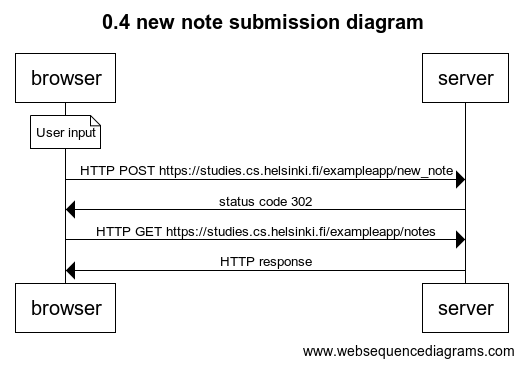 0.4 new note submission diagram
browser
server
User input
HTTP POST https://studies.cs.helsinki.fi/exampleapp/new_note
status code 302
HTTP GET https://studies.cs.helsinki.fi/exampleapp/notes
HTTP response
browser
server
www.websequencediagrams.com